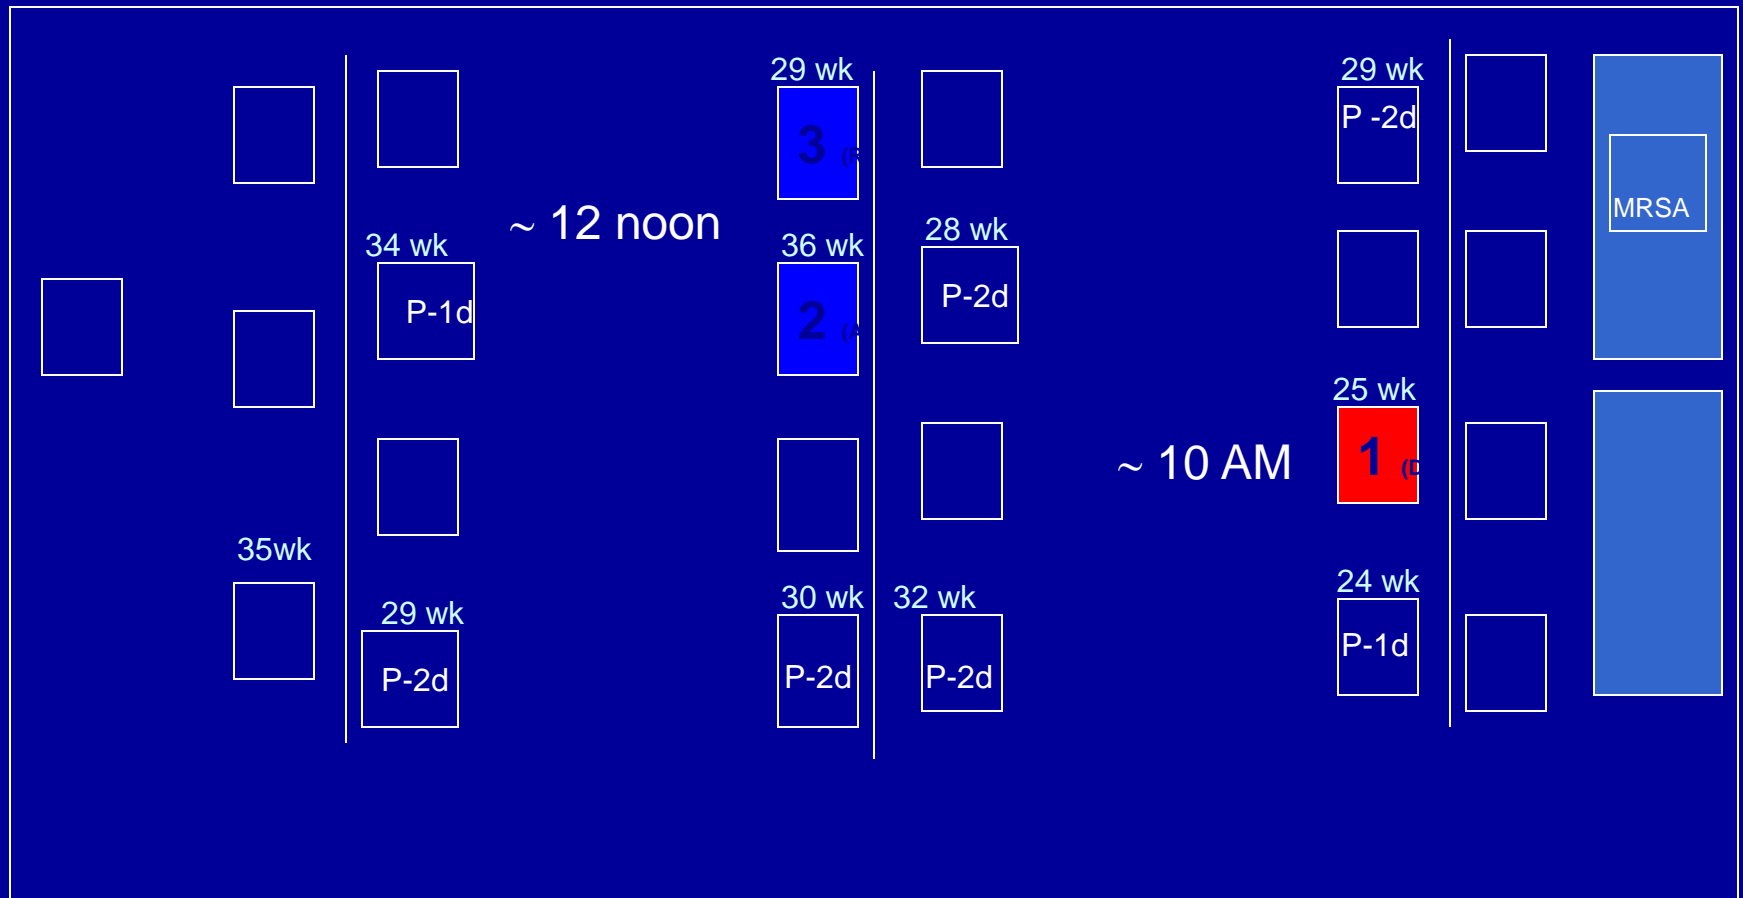 29 wk
29 wk
P -2d
3 (R
~ 12 noon
MRSA
34 wk
36 wk
28 wk
P-1d
2 (A
P-2d
25 wk
~ 10 AM
1 (D
35wk
29 wk
30 wk
32 wk
24 wk
P-2d
P-2d
P-2d
P-1d